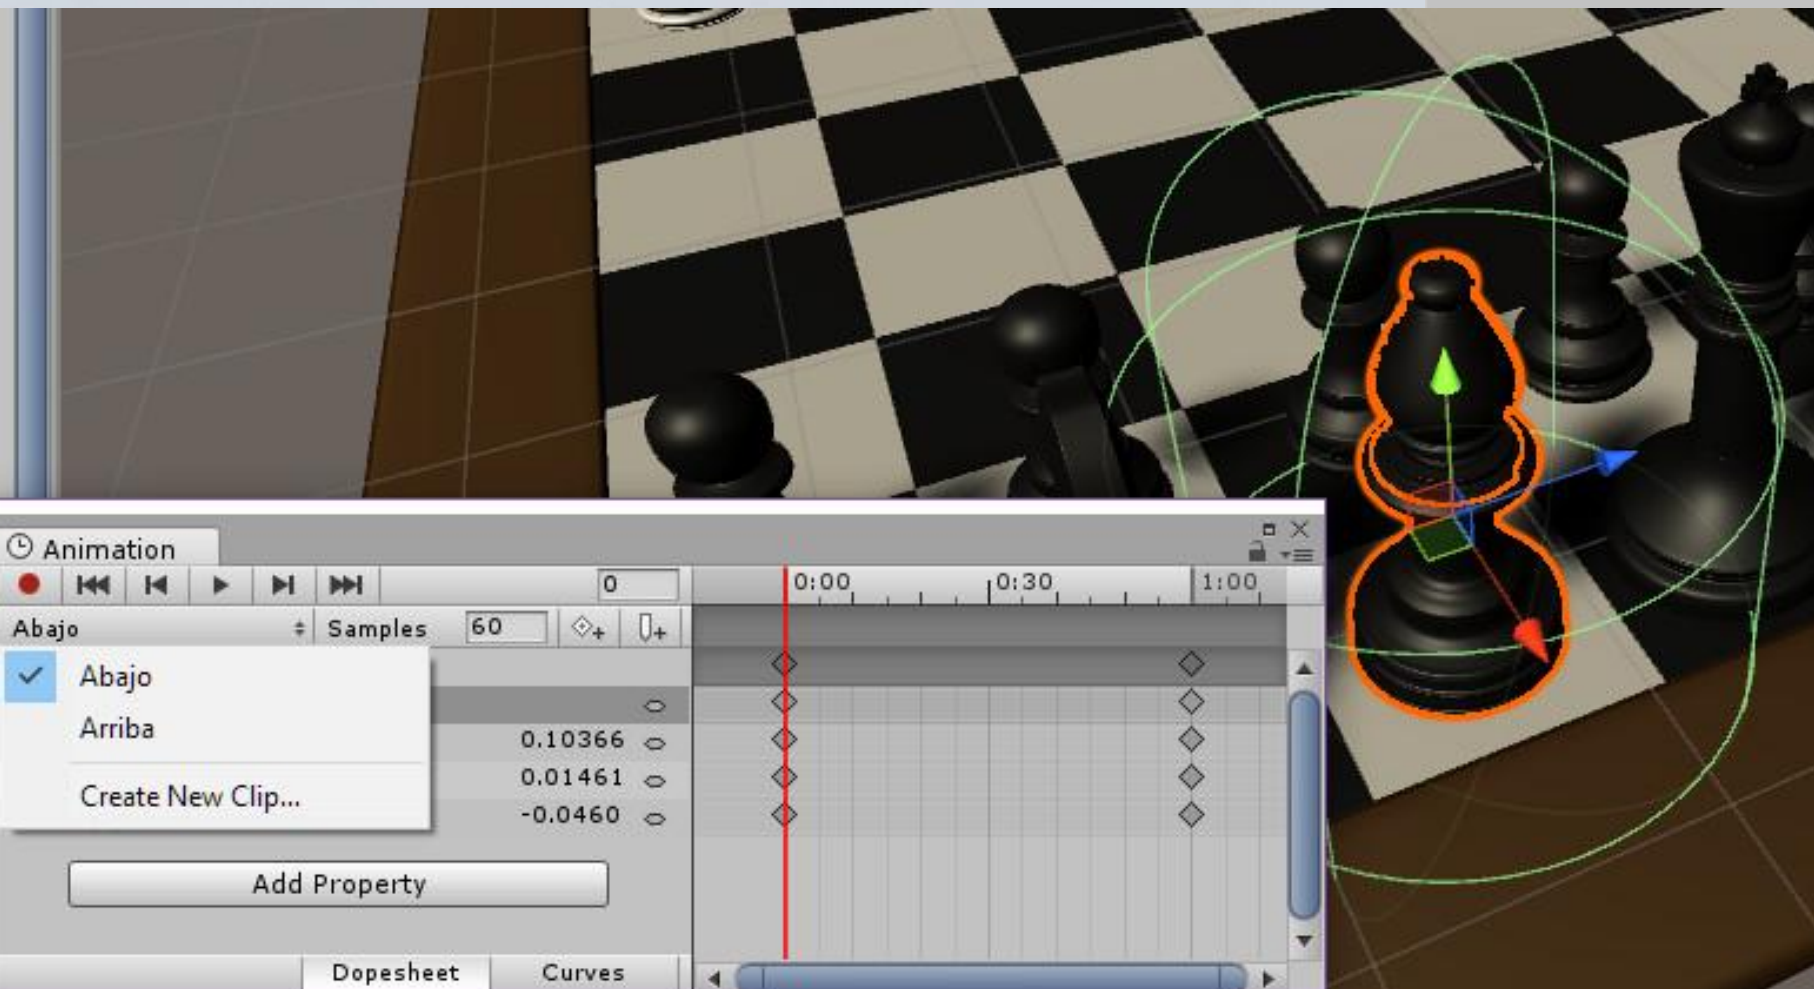 Animation
0 0:00 0:30 1:00
Abajo Samples 60
Abajo
Arriba
0.10366
0.01461
Create New Clip...
-0.0460
Add Property
Dopesheet Curves